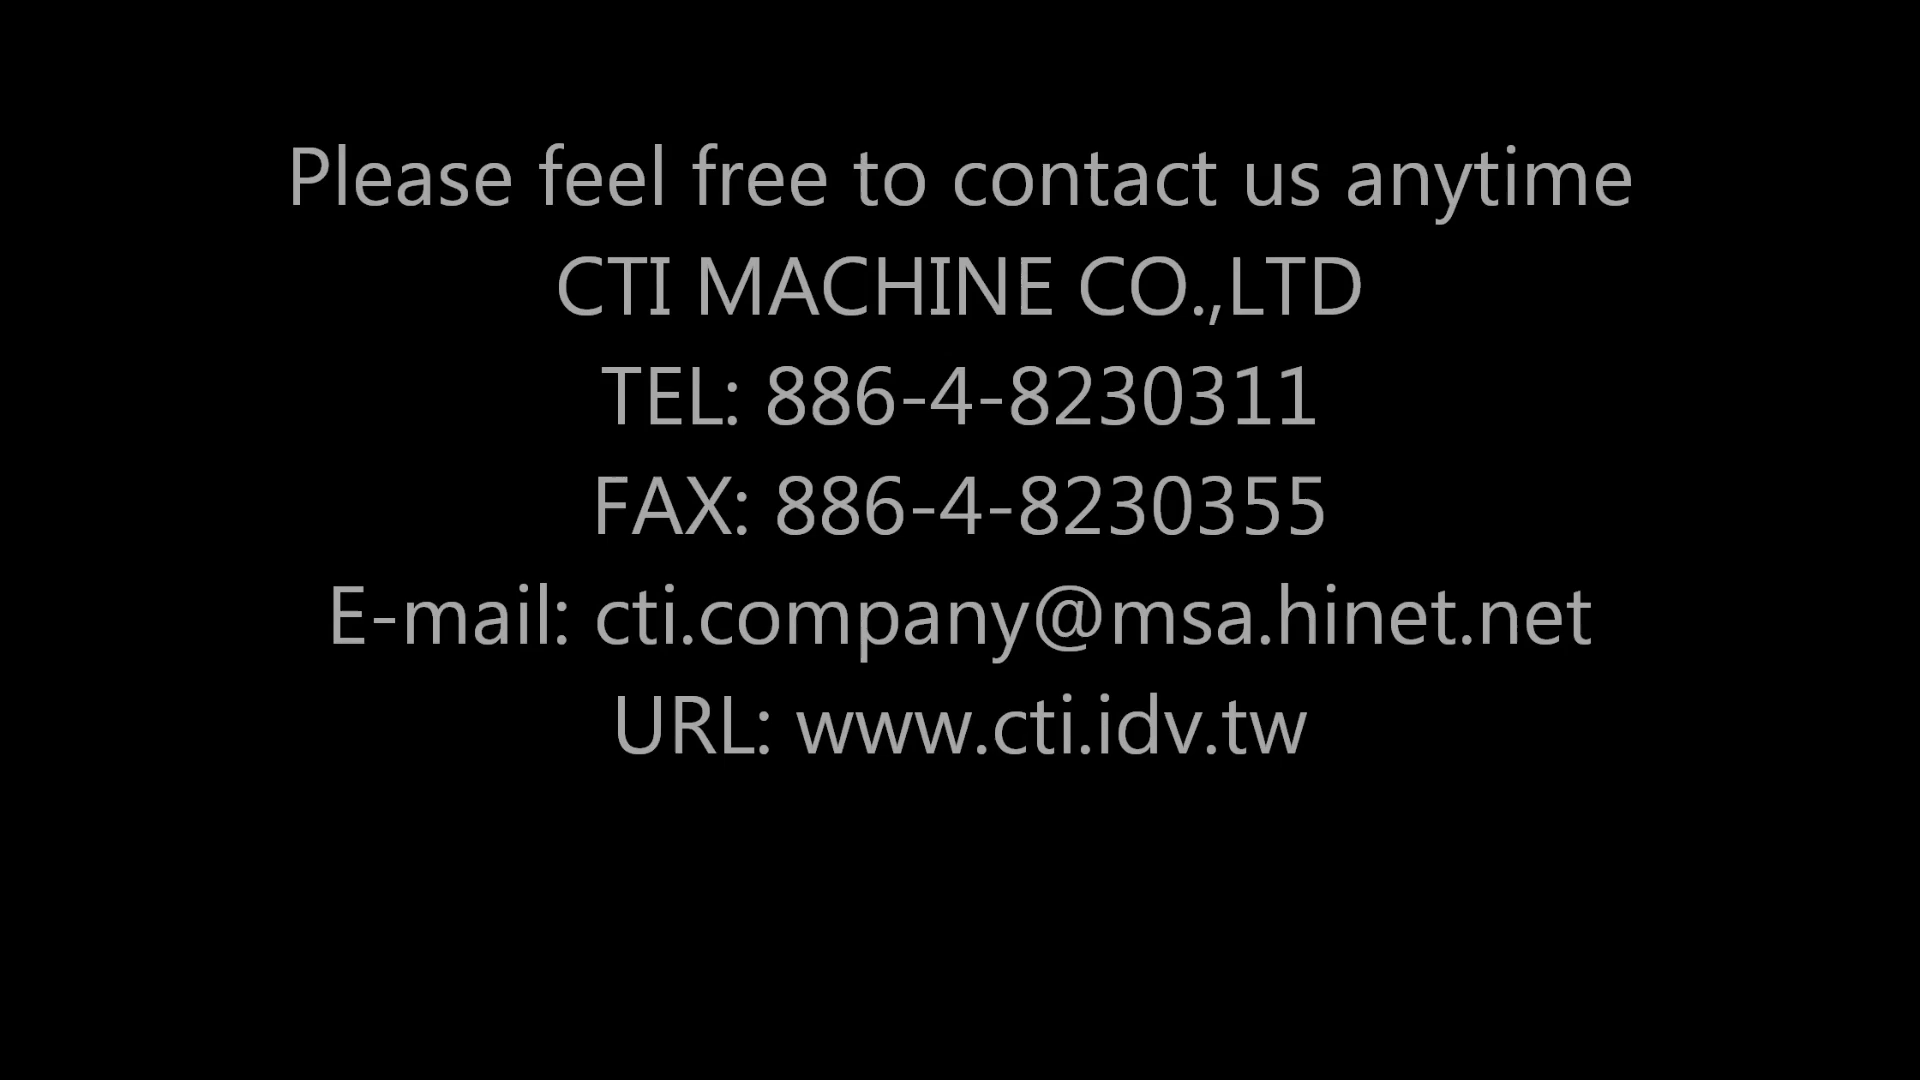 Please feel free to contact us anytime
CTI MACHINE CO.,LTD
TEL: 886-4-8230311
FAX: 886-4-8230355
E-mail: cti.company@msa.hinet.net
URL: www.cti.idv.tw